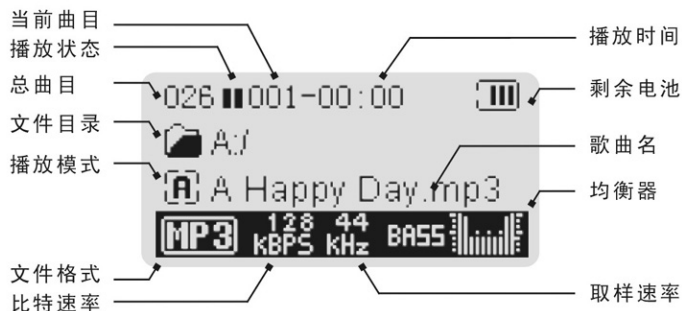 当前曲目
播放状态
播放时间
总曲目
026 001-00:00
剩余电池
文件目录
A:/
歌曲名
播放模式
A A Happy Day.mp3
均衡器
MP3 128 kBPS 44 kHz BASS
文件格式
比特速率
取样速率